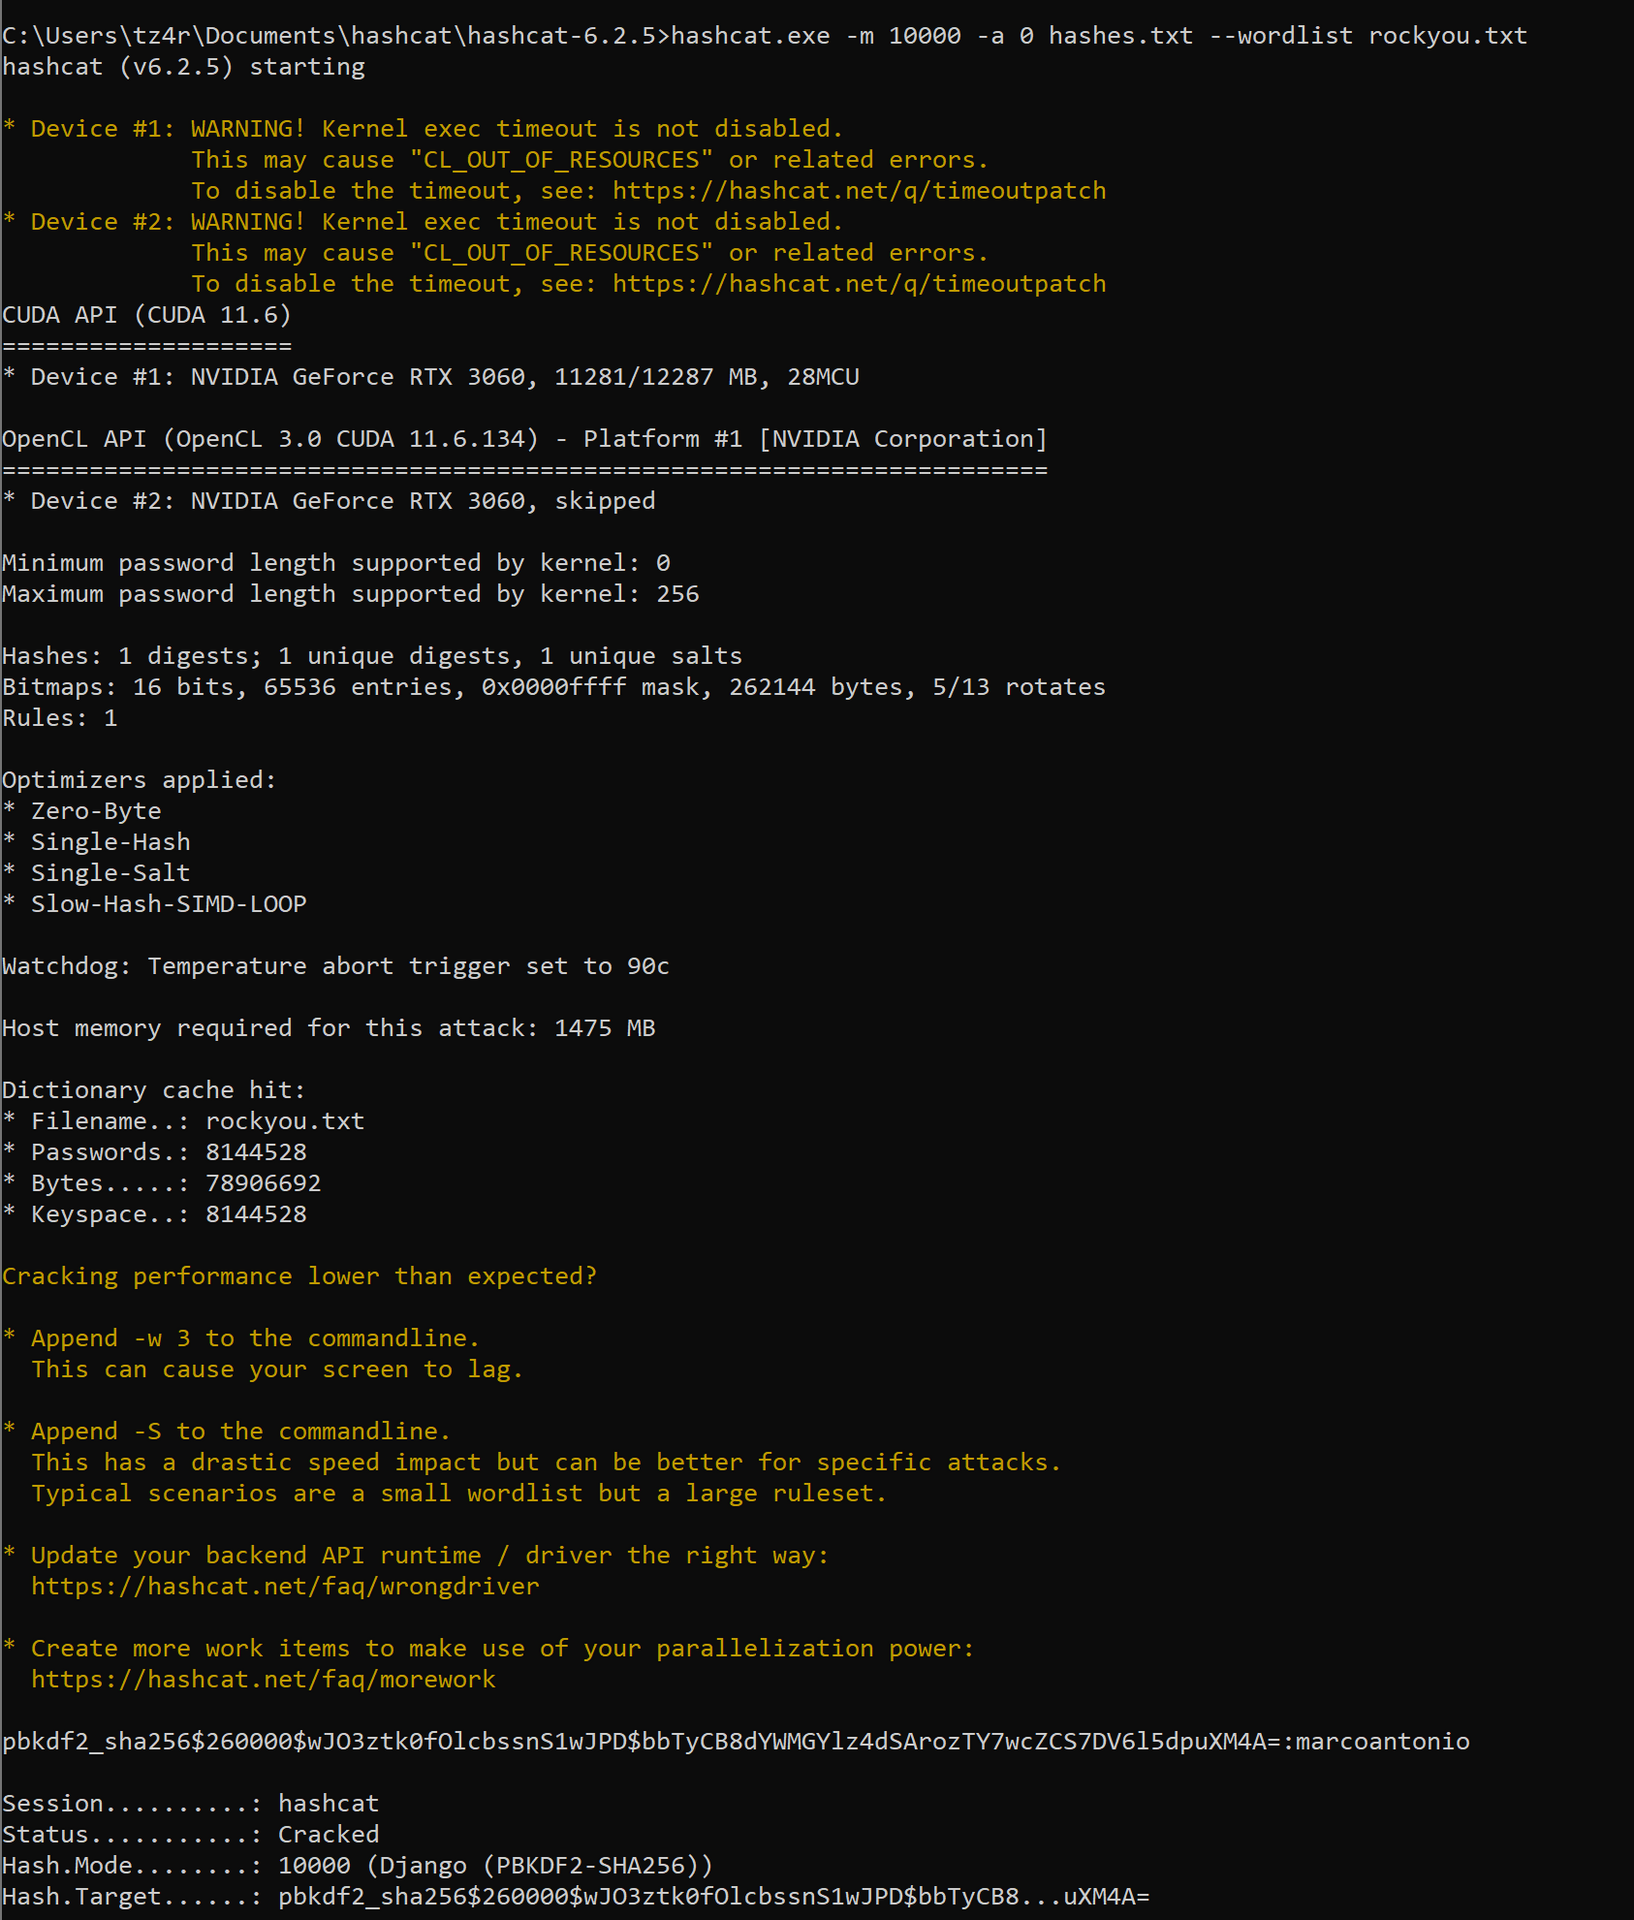 C:\Users\tz4r\Documents\hashcat\hashcat-6.2.5>hashcat.exe -m 10000 -a 0 hashes.txt --wordlist rockyou.txt
hashcat (v6.2.5) starting

* Device #1: WARNING! Kernel exec timeout is not disabled.
             This may cause "CL_OUT_OF_RESOURCES" or related errors.
             To disable the timeout, see: https://hashcat.net/q/timeoutpatch
* Device #2: WARNING! Kernel exec timeout is not disabled.
             This may cause "CL_OUT_OF_RESOURCES" or related errors.
             To disable the timeout, see: https://hashcat.net/q/timeoutpatch
CUDA API (CUDA 11.6)
====================
* Device #1: NVIDIA GeForce RTX 3060, 11281/12287 MB, 28MCU

OpenCL API (OpenCL 3.0 CUDA 11.6.134) - Platform #1 [NVIDIA Corporation]
========================================================================
* Device #2: NVIDIA GeForce RTX 3060, skipped

Minimum password length supported by kernel: 0
Maximum password length supported by kernel: 256

Hashes: 1 digests; 1 unique digests, 1 unique salts
Bitmaps: 16 bits, 65536 entries, 0x0000ffff mask, 262144 bytes, 5/13 rotates
Rules: 1

Optimizers applied:
* Zero-Byte
* Single-Hash
* Single-Salt
* Slow-Hash-SIMD-LOOP

Watchdog: Temperature abort trigger set to 90c

Host memory required for this attack: 1475 MB

Dictionary cache hit:
* Filename..: rockyou.txt
* Passwords.: 8144528
* Bytes.....: 78906692
* Keyspace..: 8144528

Cracking performance lower than expected?

* Append -w 3 to the commandline.
  This can cause your screen to lag.

* Append -S to the commandline.
  This has a drastic speed impact but can be better for specific attacks.
  Typical scenarios are a small wordlist but a large ruleset.

* Update your backend API runtime / driver the right way:
  https://hashcat.net/faq/wrongdriver

* Create more work items to make use of your parallelization power:
  https://hashcat.net/faq/morework

pbkdf2_sha256$260000$wJO3ztk0fOlcbssnS1wJPD$bbTyCB8dYWMGYlz4dSArozTY7wcZCS7DV6l5dpuXM4A=:marcoantonio

Session..........: hashcat
Status...........: Cracked
Hash.Mode........: 10000 (Django (PBKDF2-SHA256))
Hash.Target......: pbkdf2_sha256$260000$wJO3ztk0fOlcbssnS1wJPD$bbTyCB8...uXM4A=